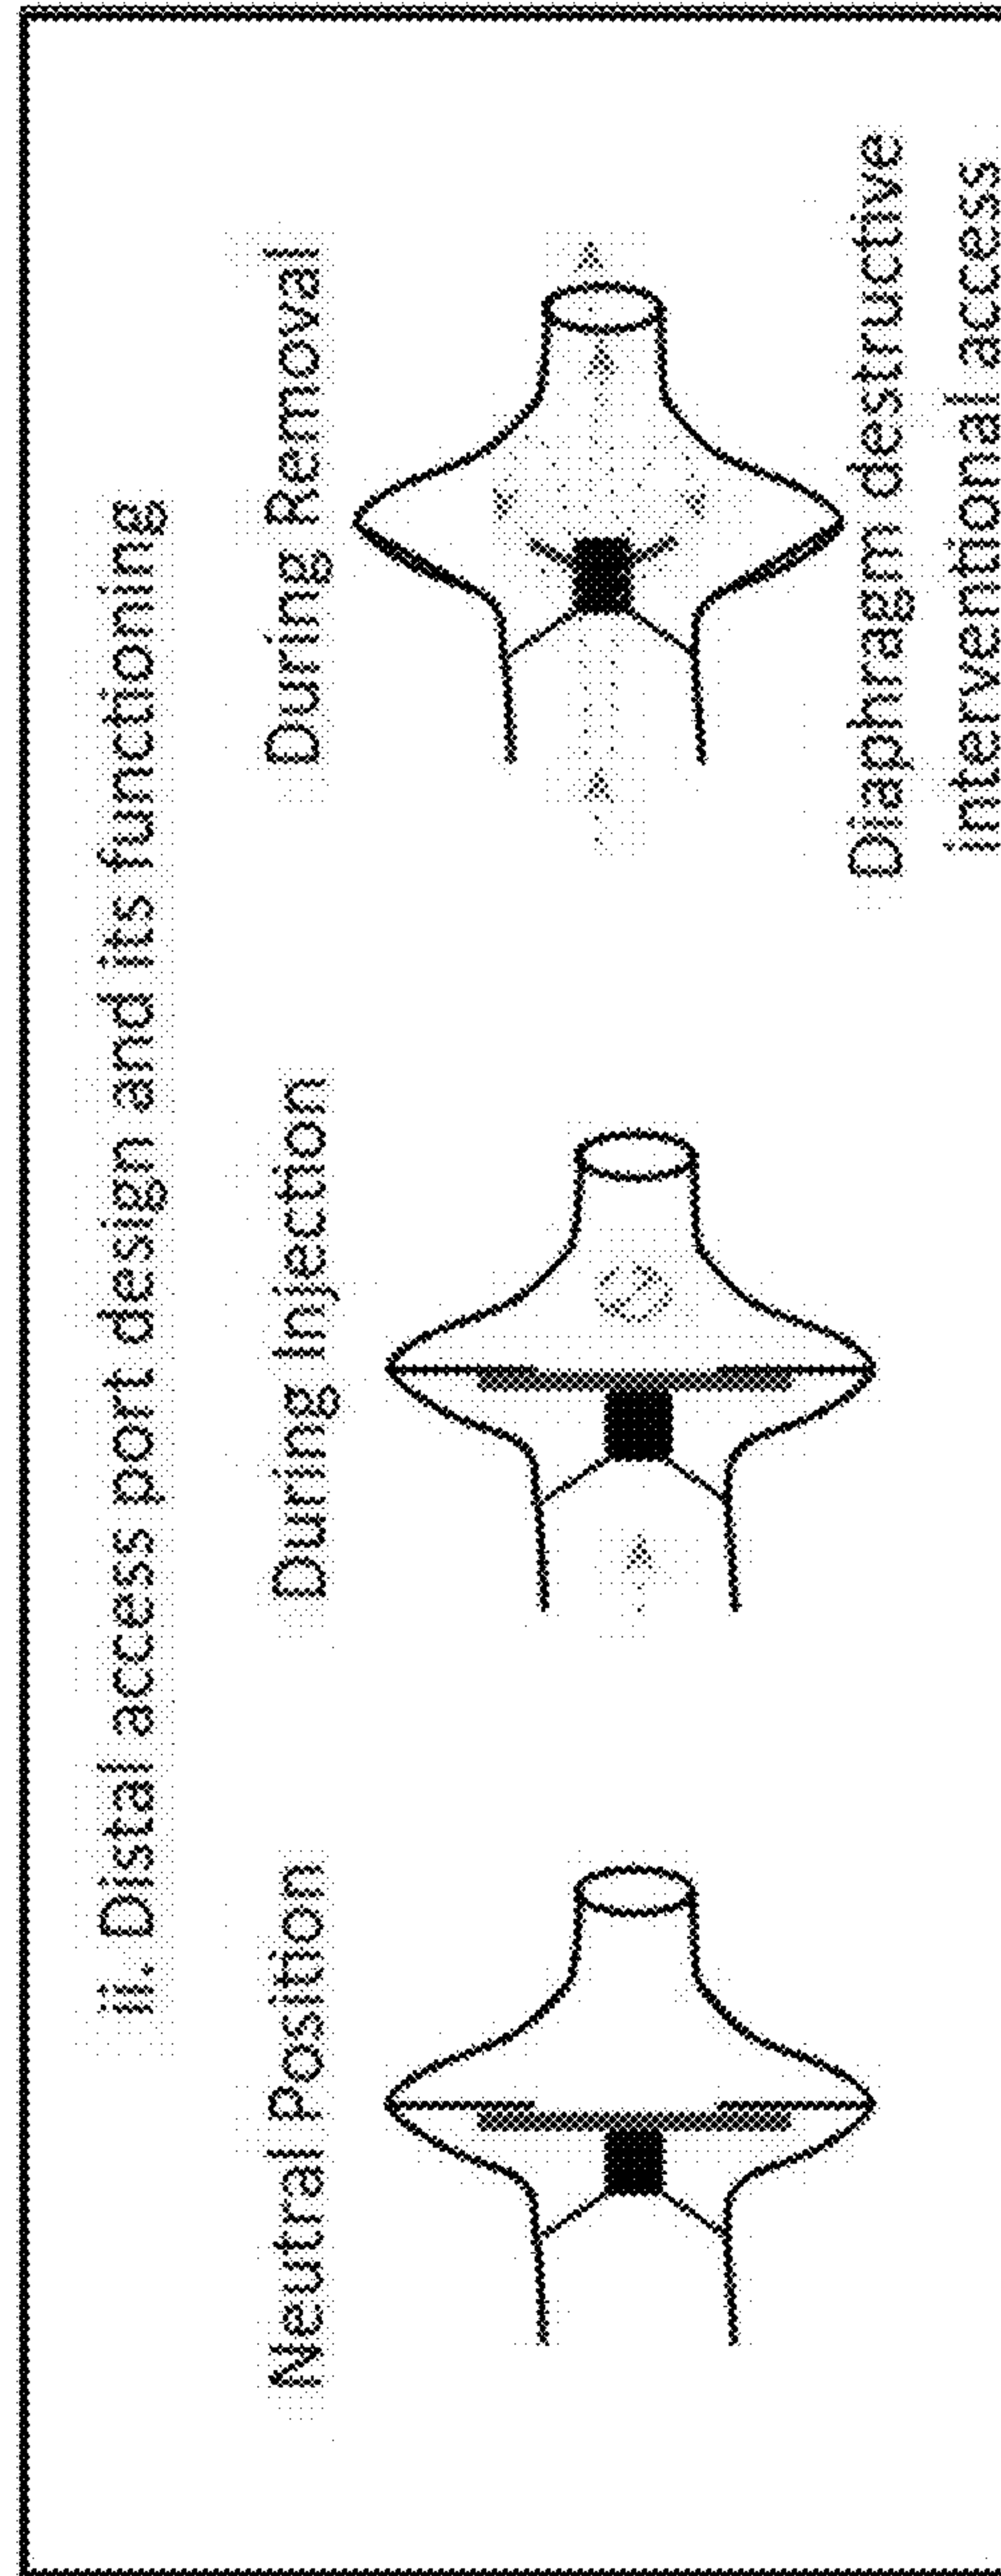 ii. Distal access port design and its functioning
Neutral Position
During Injection
During Removal
Diaphragm destructive
interventional access